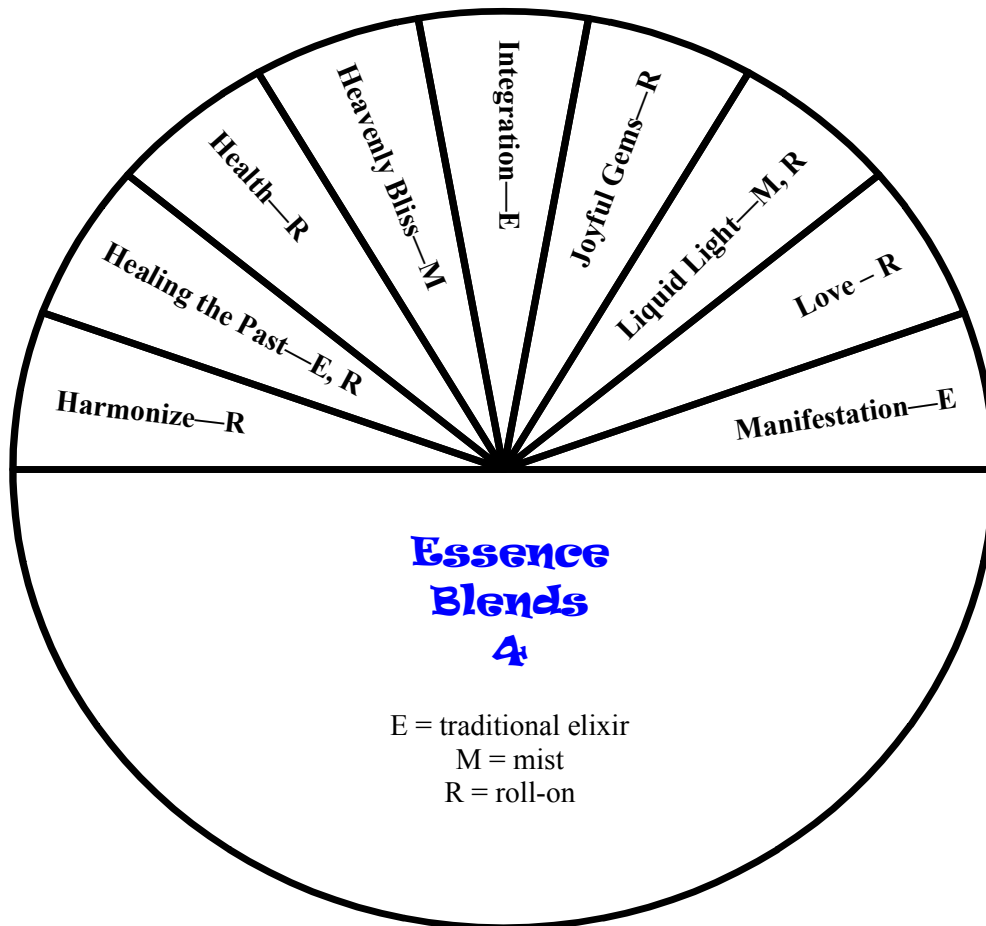 Harmonize—R
Healing the Past—E, R
Health—R
Heavenly Bliss—M
Integration—E
Joyful Gems—R
Liquid Light—M, R
Love – R
Manifestation—E
Essence
Blends
4
E = traditional elixir
M = mist
R = roll-on